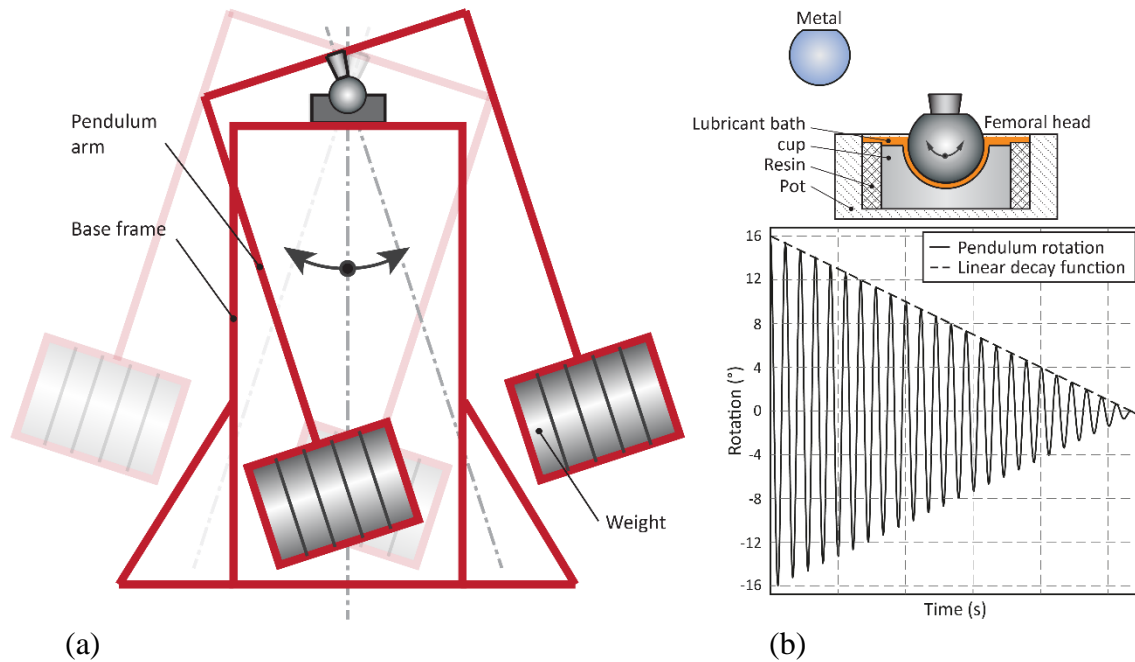 Pendulum
arm
Base frame
Weight
(a)
Metal
Lubricant bath
Femoral head
cup
Resin
Pot
16
12
8
4
0
-4
-8
-12
-16
Rotation (°)
Pendulum rotation
Linear decay function
Time (s)
(b)